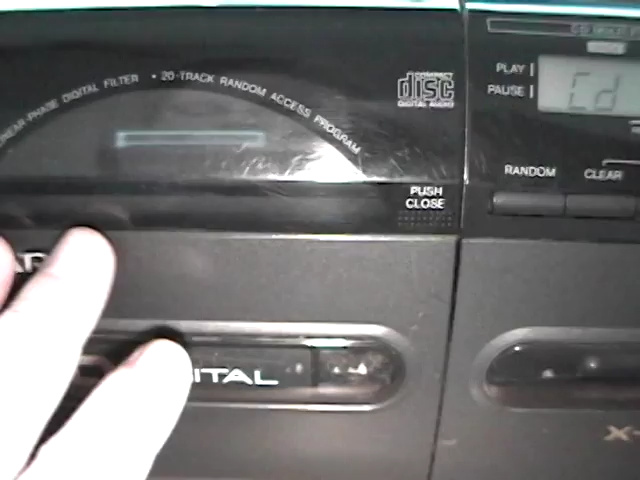 LINEAR-PHASE DIGITAL FILTER • 20-TRACK RANDOM ACCESS PROGRAM
COMPACT
disc
DIGITAL AUDIO
PUSH
CLOSE
PLAY
PAUSE
Cd
RANDOM
CLEAR
ITAL
X-